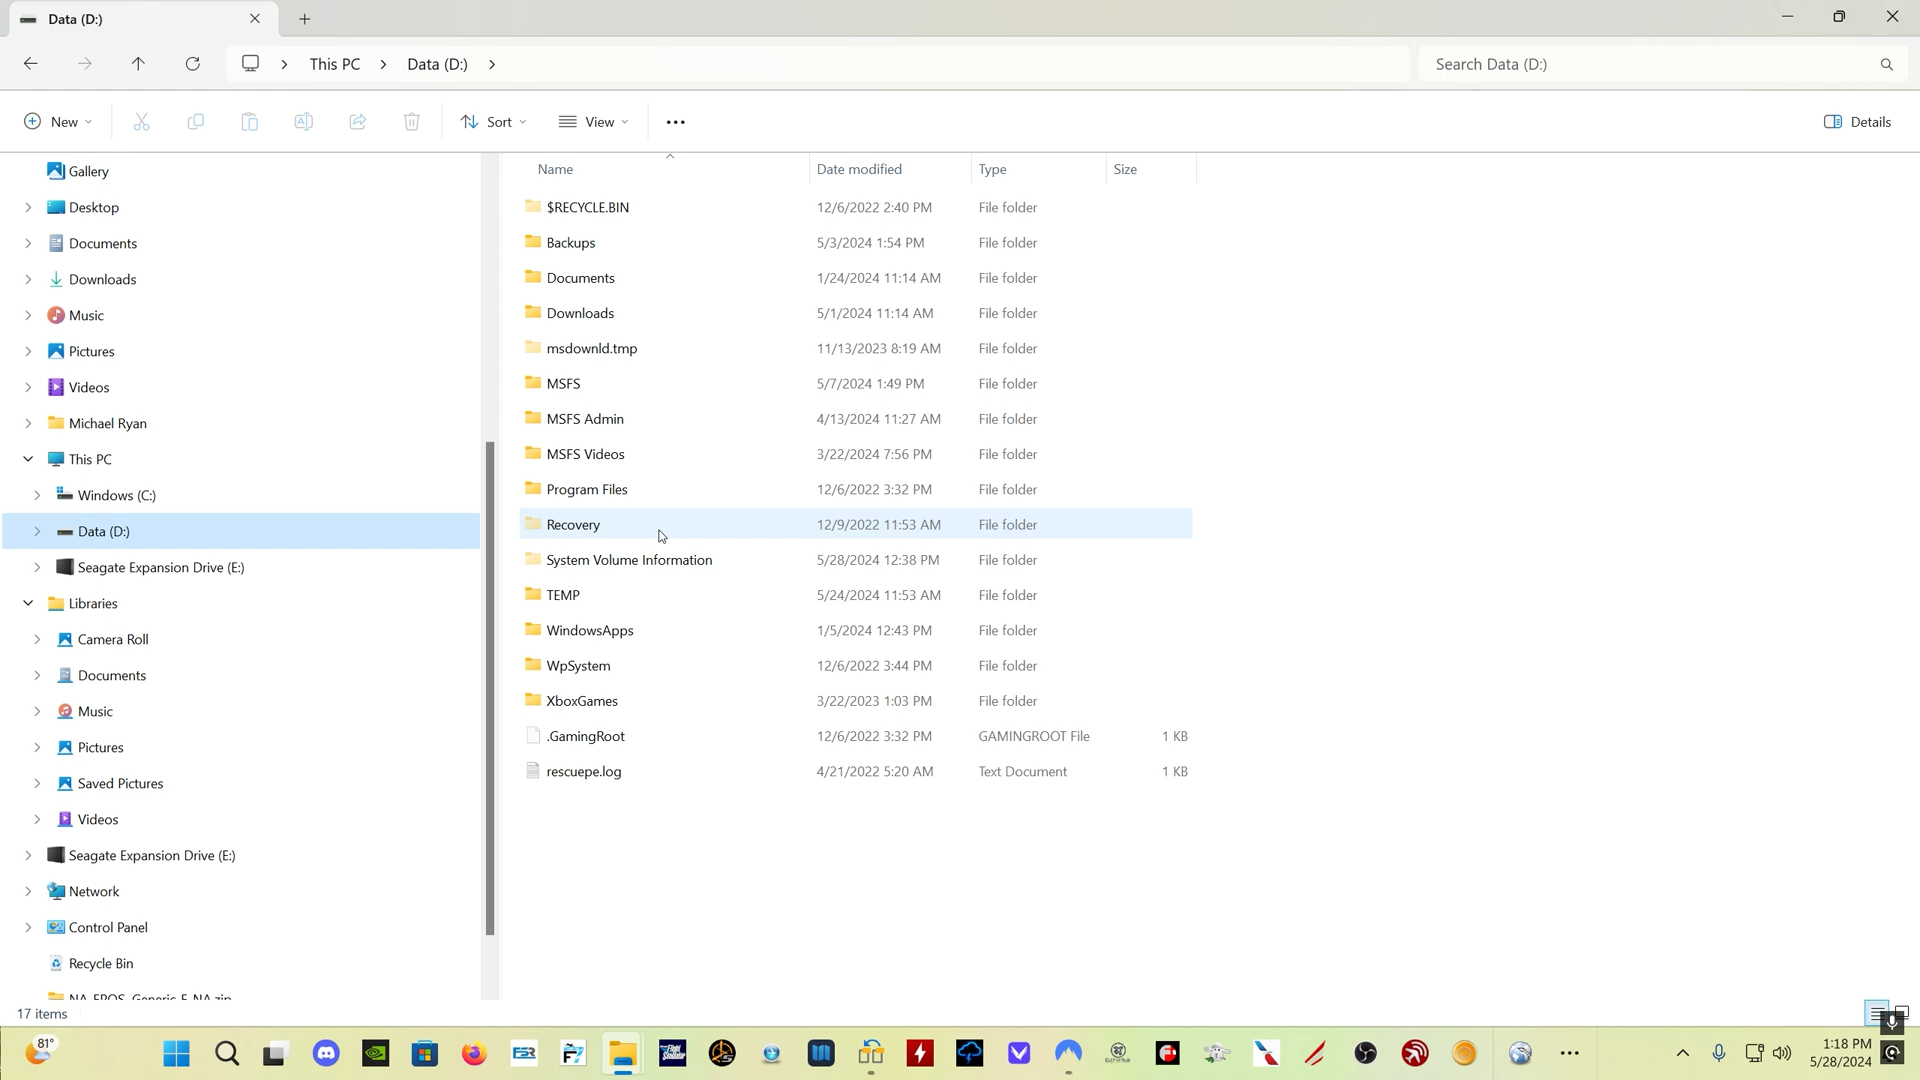 Data (D:)
This PC > Data (D:) >
Search Data (D:)
New
Sort
View
Details
Gallery
Desktop
Documents
Downloads
Music
Pictures
Videos
Michael Ryan
This PC
Windows (C:)
Data (D:)
Seagate Expansion Drive (E:)
Libraries
Camera Roll
Documents
Music
Pictures
Saved Pictures
Videos
Seagate Expansion Drive (E:)
Network
Control Panel
Recycle Bin
NA_EPOS_Generic_F_NA.zip
Name Date modified Type Size
$RECYCLE.BIN 12/6/2022 2:40 PM File folder
Backups 5/3/2024 1:54 PM File folder
Documents 1/24/2024 11:14 AM File folder
Downloads 5/1/2024 11:14 AM File folder
msdownld.tmp 11/13/2023 8:19 AM File folder
MSFS 5/7/2024 1:49 PM File folder
MSFS Admin 4/13/2024 11:27 AM File folder
MSFS Videos 3/22/2024 7:56 PM File folder
Program Files 12/6/2022 3:32 PM File folder
Recovery 12/9/2022 11:53 AM File folder
System Volume Information 5/28/2024 12:38 PM File folder
TEMP 5/24/2024 11:53 AM File folder
WindowsApps 1/5/2024 12:43 PM File folder
WpSystem 12/6/2022 3:44 PM File folder
XboxGames 3/22/2023 1:03 PM File folder
.GamingRoot 12/6/2022 3:32 PM GAMINGROOT File 1 KB
rescuepe.log 4/21/2022 5:20 AM Text Document 1 KB
17 items
81°
FSR
Flight Simulator
1:18 PM
5/28/2024